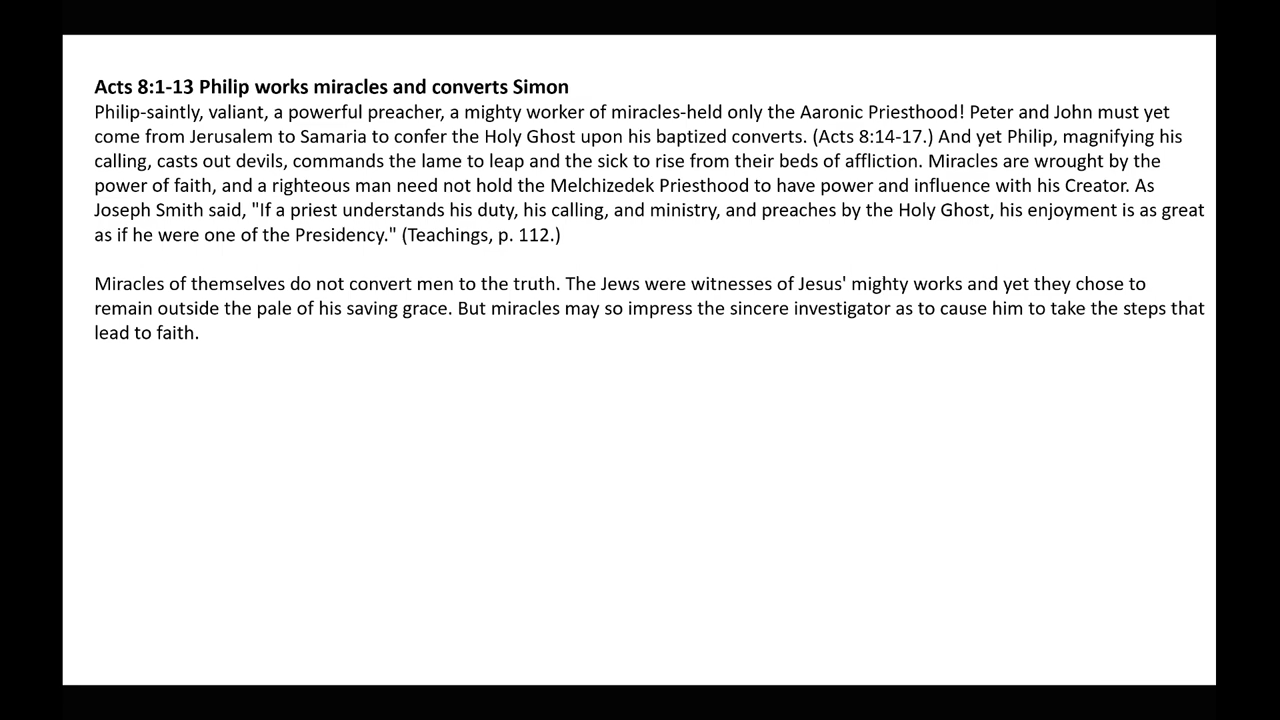 Acts 8:1-13 Philip works miracles and converts Simon
Philip-saintly, valiant, a powerful preacher, a mighty worker of miracles-held only the Aaronic Priesthood! Peter and John must yet
come from Jerusalem to Samaria to confer the Holy Ghost upon his baptized converts. (Acts 8:14-17.) And yet Philip, magnifying his
calling, casts out devils, commands the lame to leap and the sick to rise from their beds of affliction. Miracles are wrought by the
power of faith, and a righteous man need not hold the Melchizedek Priesthood to have power and influence with his Creator. As
Joseph Smith said, "If a priest understands his duty, his calling, and ministry, and preaches by the Holy Ghost, his enjoyment is as great
as if he were one of the Presidency." (Teachings, p. 112.)
Miracles of themselves do not convert men to the truth. The Jews were witnesses of Jesus' mighty works and yet they chose to
remain outside the pale of his saving grace. But miracles may so impress the sincere investigator as to cause him to take the steps that
lead to faith.